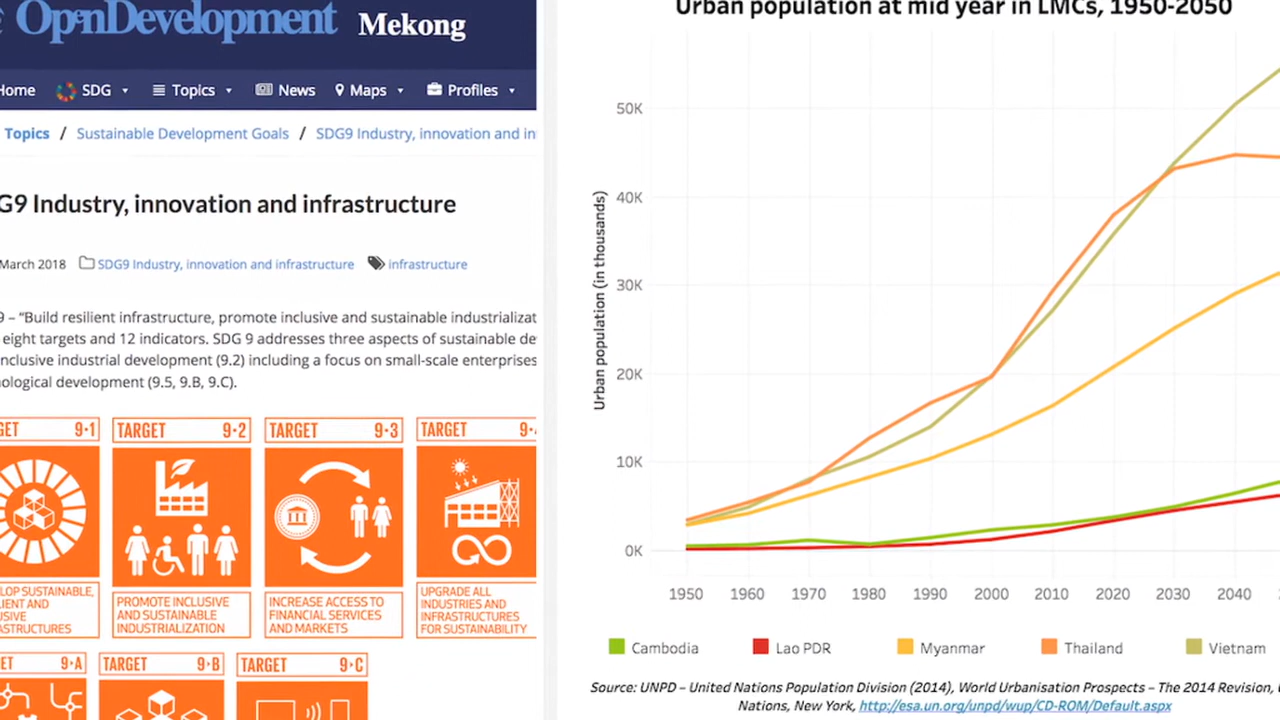 OpenDevelopment Mekong
Home SDG Topics News Maps Profiles
Topics / Sustainable Development Goals / SDG9 Industry, innovation and in
G9 Industry, innovation and infrastructure
March 2018 SDG9 Industry, innovation and infrastructure infrastructure
9 – “Build resilient infrastructure, promote inclusive and sustainable industrializat
eight targets and 12 indicators. SDG 9 addresses three aspects of sustainable de
nclusive industrial development (9.2) including a focus on small-scale enterprises
ological development (9.5, 9.B, 9.C).
GET 9·1
LOP SUSTAINABLE,
IENT AND
USIVE
ASTRUCTURES
TARGET 9·2
PROMOTE INCLUSIVE
AND SUSTAINABLE
INDUSTRIALIZATION
TARGET 9·3
INCREASE ACCESS TO
FINANCIAL SERVICES
AND MARKETS
TARGET 9·
UPGRADE ALL
INDUSTRIES AND
INFRASTRUCTURES
FOR SUSTAINABILITY
ET 9·A
TARGET 9·B
TARGET 9·C
Urban population at mid year in LMCs, 1950-2050
Urban population (in thousands)
50K
40K
30K
20K
10K
0K
1950 1960 1970 1980 1990 2000 2010 2020 2030 2040 2
Cambodia Lao PDR Myanmar Thailand Vietnam
Source: UNPD – United Nations Population Division (2014), World Urbanisation Prospects – The 2014 Revision,
Nations, New York, http://esa.un.org/unpd/wup/CD-ROM/Default.aspx